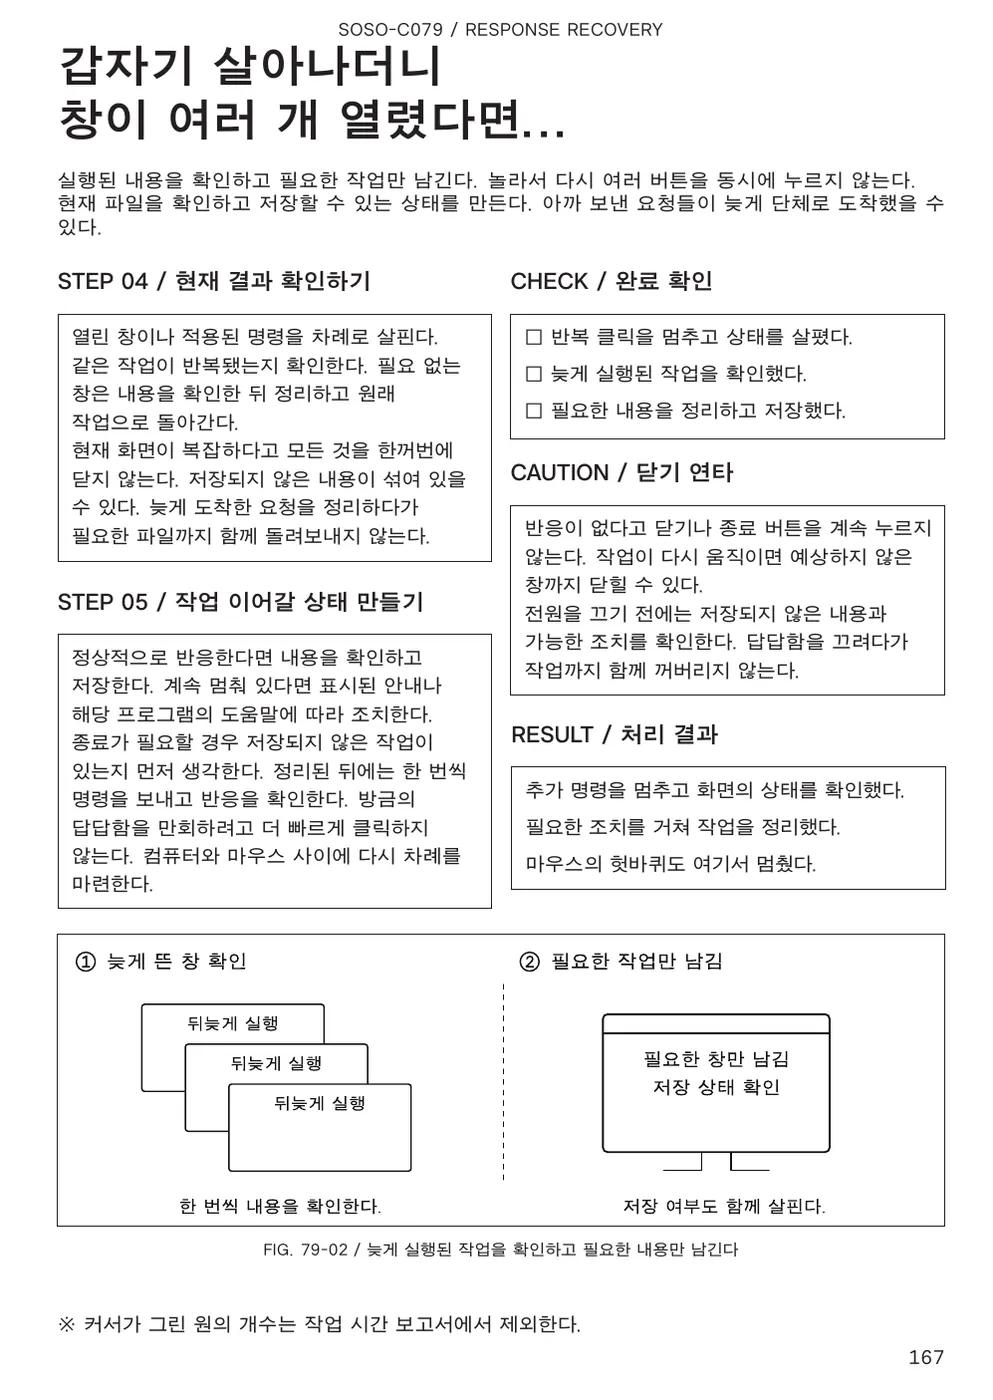 SOSO-C079 / RESPONSE RECOVERY
갑자기 살아나더니
창이 여러 개 열렸다면...
실행된 내용을 확인하고 필요한 작업만 남긴다. 놀라서 다시 여러 버튼을 동시에 누르지 않는다.
현재 파일을 확인하고 저장할 수 있는 상태를 만든다. 아까 보낸 요청들이 늦게 단체로 도착했을 수
있다.
STEP 04 / 현재 결과 확인하기
열린 창이나 적용된 명령을 차례로 살핀다.
같은 작업이 반복됐는지 확인한다. 필요 없는
창은 내용을 확인한 뒤 정리하고 원래
작업으로 돌아간다.
현재 화면이 복잡하다고 모든 것을 한꺼번에
닫지 않는다. 저장되지 않은 내용이 섞여 있을
수 있다. 늦게 도착한 요청을 정리하다가
필요한 파일까지 함께 돌려보내지 않는다.
STEP 05 / 작업 이어갈 상태 만들기
정상적으로 반응한다면 내용을 확인하고
저장한다. 계속 멈춰 있다면 표시된 안내나
해당 프로그램의 도움말에 따라 조치한다.
종료가 필요할 경우 저장되지 않은 작업이
있는지 먼저 생각한다. 정리된 뒤에는 한 번씩
명령을 보내고 반응을 확인한다. 방금의
답답함을 만회하려고 더 빠르게 클릭하지
않는다. 컴퓨터와 마우스 사이에 다시 차례를
마련한다.
CHECK / 완료 확인
□ 반복 클릭을 멈추고 상태를 살폈다.
□ 늦게 실행된 작업을 확인했다.
□ 필요한 내용을 정리하고 저장했다.
CAUTION / 닫기 연타
반응이 없다고 닫기나 종료 버튼을 계속 누르지
않는다. 작업이 다시 움직이면 예상하지 않은
창까지 닫힐 수 있다.
전원을 끄기 전에는 저장되지 않은 내용과
가능한 조치를 확인한다. 답답함을 끄려다가
작업까지 함께 꺼버리지 않는다.
RESULT / 처리 결과
추가 명령을 멈추고 화면의 상태를 확인했다.
필요한 조치를 거쳐 작업을 정리했다.
마우스의 헛바퀴도 여기서 멈췄다.
① 늦게 뜬 창 확인
뒤늦게 실행
뒤늦게 실행
뒤늦게 실행
한 번씩 내용을 확인한다.
② 필요한 작업만 남김
필요한 창만 남김
저장 상태 확인
저장 여부도 함께 살핀다.
FIG. 79-02 / 늦게 실행된 작업을 확인하고 필요한 내용만 남긴다
※ 커서가 그린 원의 개수는 작업 시간 보고서에서 제외한다.
167